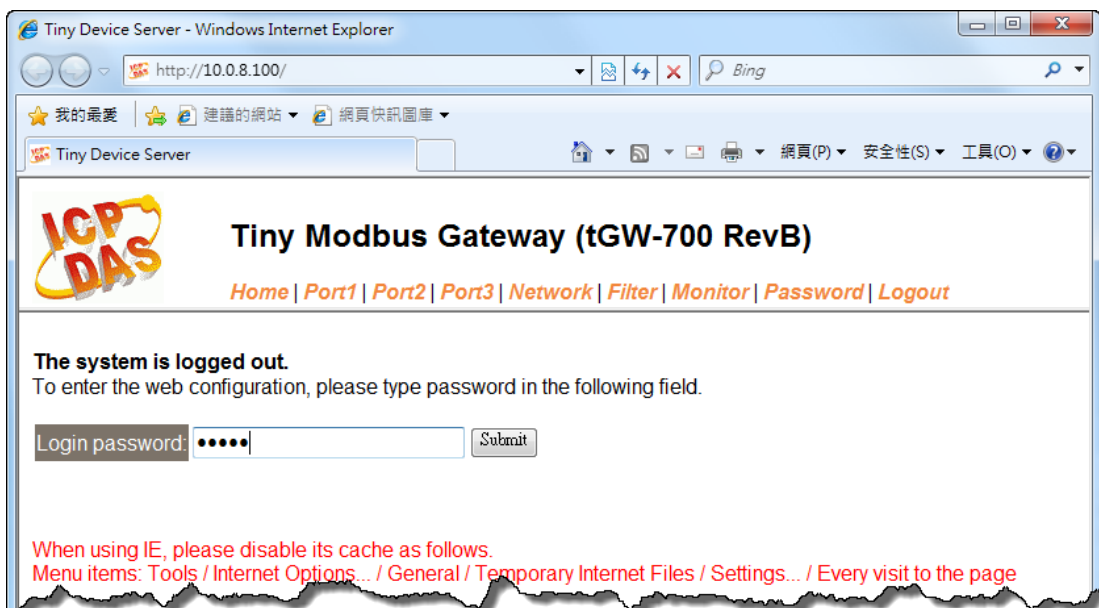 Tiny Device Server - Windows Internet Explorer
http://10.0.8.100/
Bing
我的最愛 建議的網站 網頁快訊圖庫
Tiny Device Server
網頁(P) 安全性(S) 工具(O)
ICP DAS
Tiny Modbus Gateway (tGW-700 RevB)
Home | Port1 | Port2 | Port3 | Network | Filter | Monitor | Password | Logout
The system is logged out.
To enter the web configuration, please type password in the following field.
Login password: ••••• Submit
When using IE, please disable its cache as follows.
Menu items: Tools / Internet Options... / General / Temporary Internet Files / Settings... / Every visit to the page